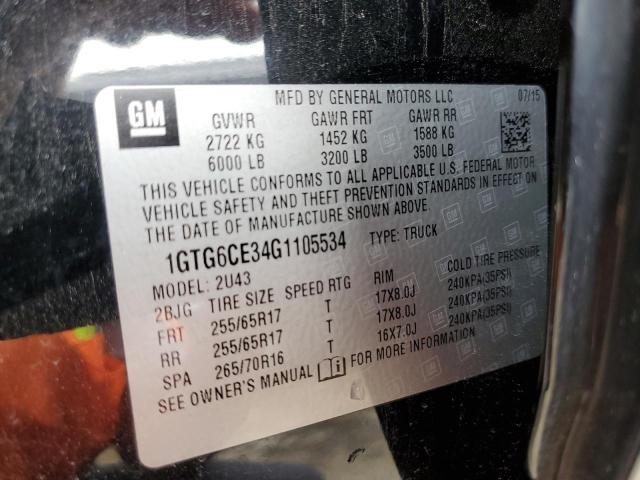 GM
MFD BY GENERAL MOTORS LLC 07/15
GVWR GAWR FRT GAWR RR
2722 KG 1452 KG 1588 KG
6000 LB 3200 LB 3500 LB
THIS VEHICLE CONFORMS TO ALL APPLICABLE U.S. FEDERAL MOTOR
VEHICLE SAFETY AND THEFT PREVENTION STANDARDS IN EFFECT ON
THE DATE OF MANUFACTURE SHOWN ABOVE.
1GTG6CE34G1105534 TYPE: TRUCK
MODEL: 2U43
2BJG TIRE SIZE SPEED RTG RIM COLD TIRE PRESSURE
FRT 255/65R17 T 17X8.0J 240KPA(35PSI)
RR 255/65R17 T 17X8.0J 240KPA(35PSI)
SPA 265/70R16 T 16X7.0J 240KPA(35PSI)
SEE OWNER'S MANUAL FOR MORE INFORMATION